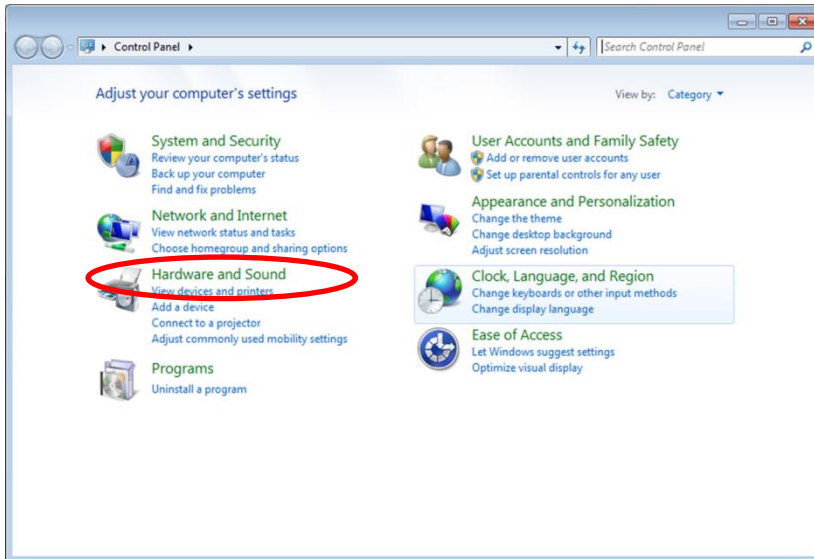 Control Panel
Search Control Panel
Adjust your computer's settings
View by: Category
System and Security
Review your computer's status
Back up your computer
Find and fix problems
Network and Internet
View network status and tasks
Choose homegroup and sharing options
Hardware and Sound
View devices and printers
Add a device
Connect to a projector
Adjust commonly used mobility settings
Programs
Uninstall a program
User Accounts and Family Safety
Add or remove user accounts
Set up parental controls for any user
Appearance and Personalization
Change the theme
Change desktop background
Adjust screen resolution
Clock, Language, and Region
Change keyboards or other input methods
Change display language
Ease of Access
Let Windows suggest settings
Optimize visual display